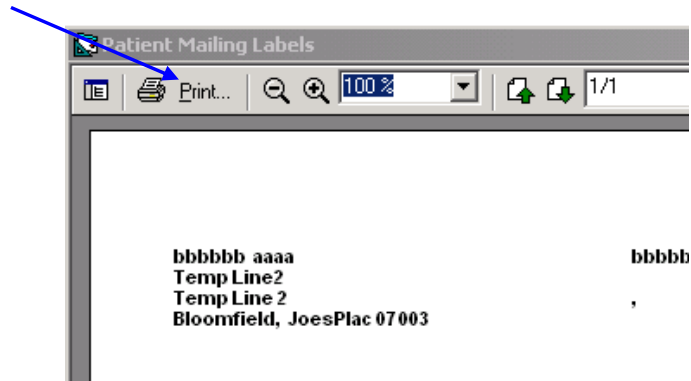 Patient Mailing Labels
Print... 100 % 1/1
bbbbbb aaaa bbbbb
Temp Line2
Temp Line 2 ,
Bloomfield, JoesPlac 07003